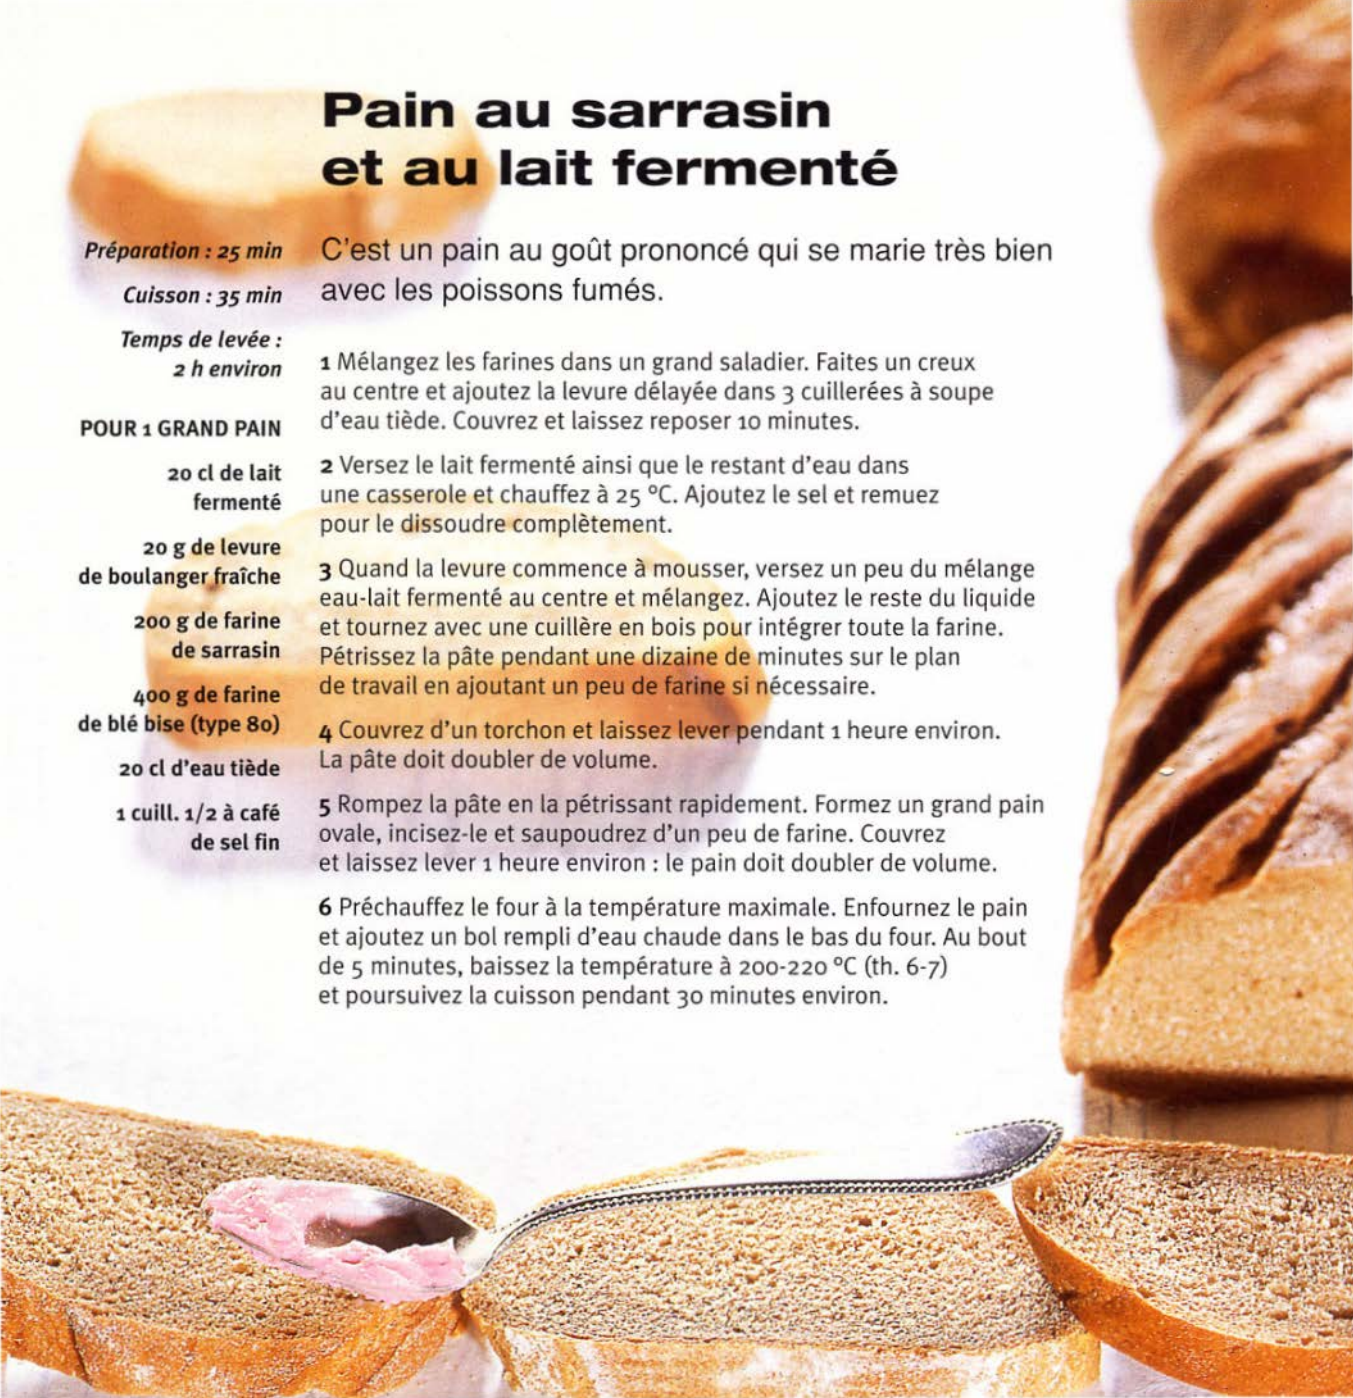 Pain au sarrasin
et au lait fermenté
Préparation : 25 min
Cuisson : 35 min
Temps de levée :
2 h environ
POUR 1 GRAND PAIN
20 cl de lait
fermenté
20 g de levure
de boulanger fraîche
200 g de farine
de sarrasin
400 g de farine
de blé bise (type 80)
20 cl d'eau tiède
1 cuill. 1/2 à café
de sel fin
C'est un pain au goût prononcé qui se marie très bien
avec les poissons fumés.
1 Mélangez les farines dans un grand saladier. Faites un creux
au centre et ajoutez la levure délayée dans 3 cuillerées à soupe
d'eau tiède. Couvrez et laissez reposer 10 minutes.
2 Versez le lait fermenté ainsi que le restant d'eau dans
une casserole et chauffez à 25 °C. Ajoutez le sel et remuez
pour le dissoudre complètement.
3 Quand la levure commence à mousser, versez un peu du mélange
eau-lait fermenté au centre et mélangez. Ajoutez le reste du liquide
et tournez avec une cuillère en bois pour intégrer toute la farine.
Pétrissez la pâte pendant une dizaine de minutes sur le plan
de travail en ajoutant un peu de farine si nécessaire.
4 Couvrez d'un torchon et laissez lever pendant 1 heure environ.
La pâte doit doubler de volume.
5 Rompez la pâte en la pétrissant rapidement. Formez un grand pain
ovale, incisez-le et saupoudrez d'un peu de farine. Couvrez
et laissez lever 1 heure environ : le pain doit doubler de volume.
6 Préchauffez le four à la température maximale. Enfournez le pain
et ajoutez un bol rempli d'eau chaude dans le bas du four. Au bout
de 5 minutes, baissez la température à 200-220 °C (th. 6-7)
et poursuivez la cuisson pendant 30 minutes environ.